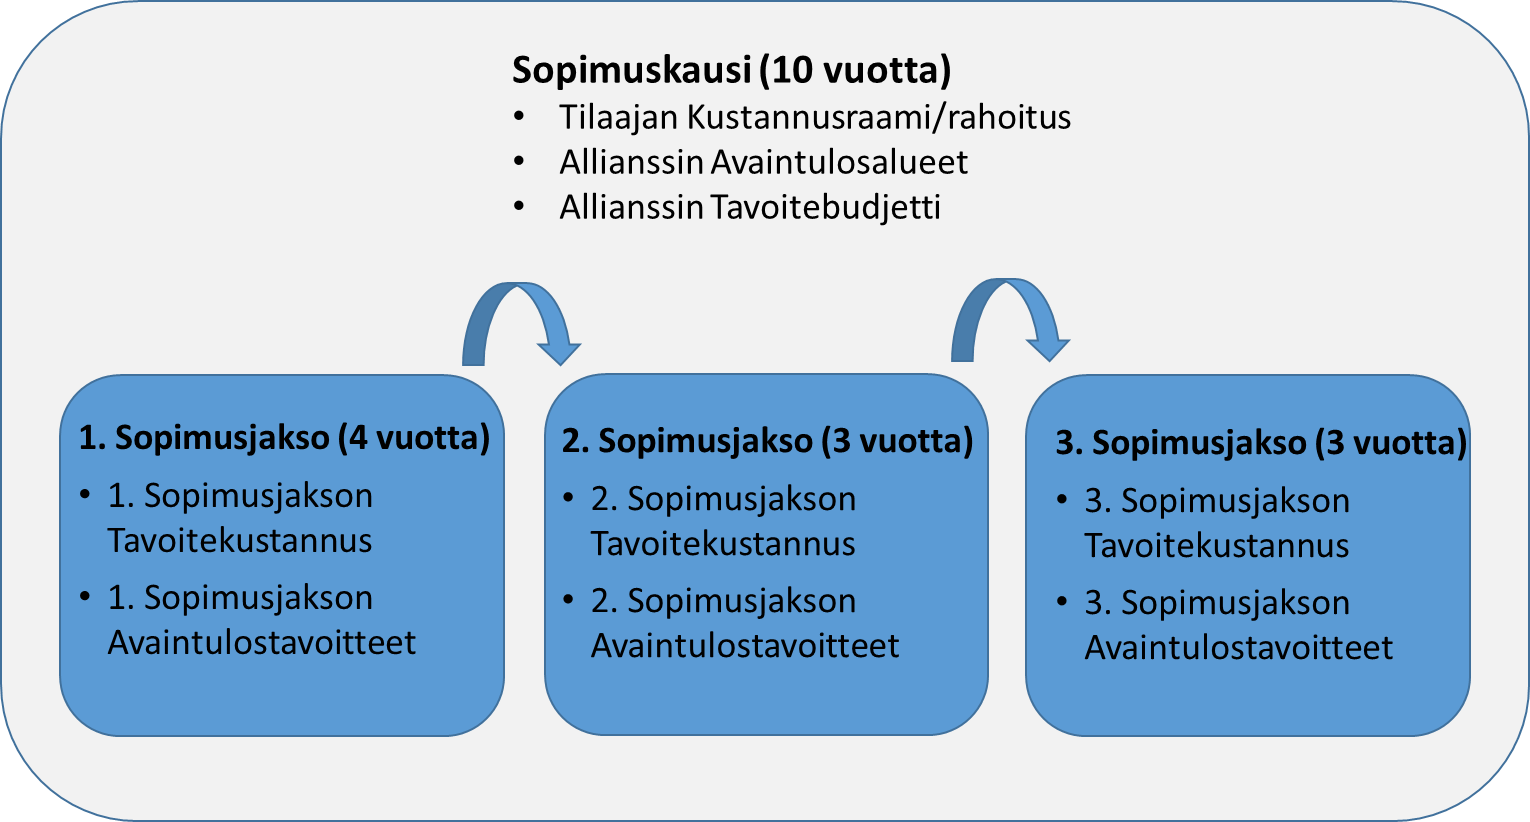 Sopimuskausi (10 vuotta)
• Tilaajan Kustannusraami/rahoitus
• Allianssin Avaintulosalueet
• Allianssin Tavoitebudjetti
1. Sopimusjakso (4 vuotta)
• 1. Sopimusjakson
Tavoitekustannus
• 1. Sopimusjakson
Avaintulostavoitteet
2. Sopimusjakso (3 vuotta)
• 2. Sopimusjakson
Tavoitekustannus
• 2. Sopimusjakson
Avaintulostavoitteet
3. Sopimusjakso (3 vuotta)
• 3. Sopimusjakson
Tavoitekustannus
• 3. Sopimusjakson
Avaintulostavoitteet